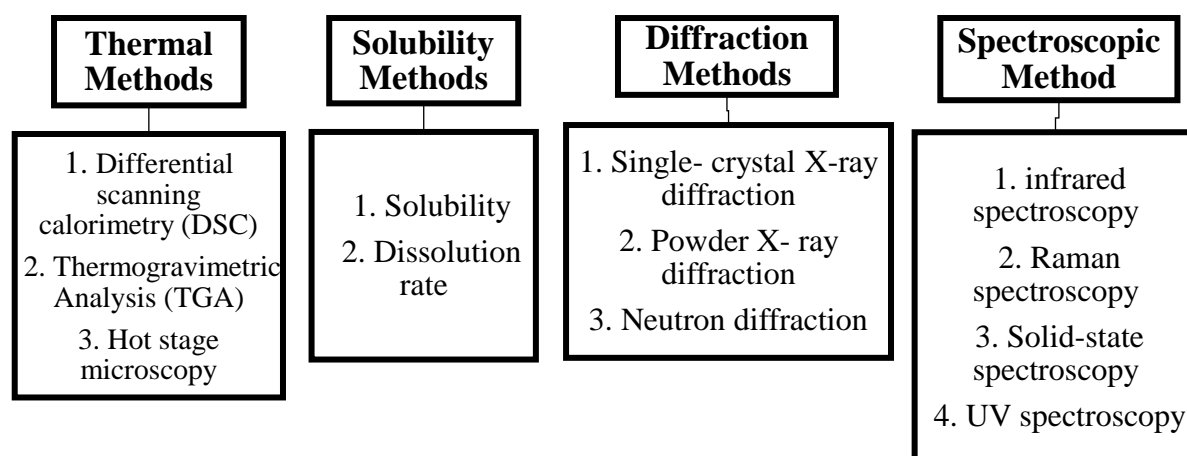 Thermal
Methods
1. Differential
scanning
calorimetry (DSC)
2. Thermogravimetric
Analysis (TGA)
3. Hot stage
microscopy
Solubility
Methods
1. Solubility
2. Dissolution
rate
Diffraction
Methods
1. Single- crystal X-ray
diffraction
2. Powder X- ray
diffraction
3. Neutron diffraction
Spectroscopic
Method
1. infrared
spectroscopy
2. Raman
spectroscopy
3. Solid-state
spectroscopy
4. UV spectroscopy